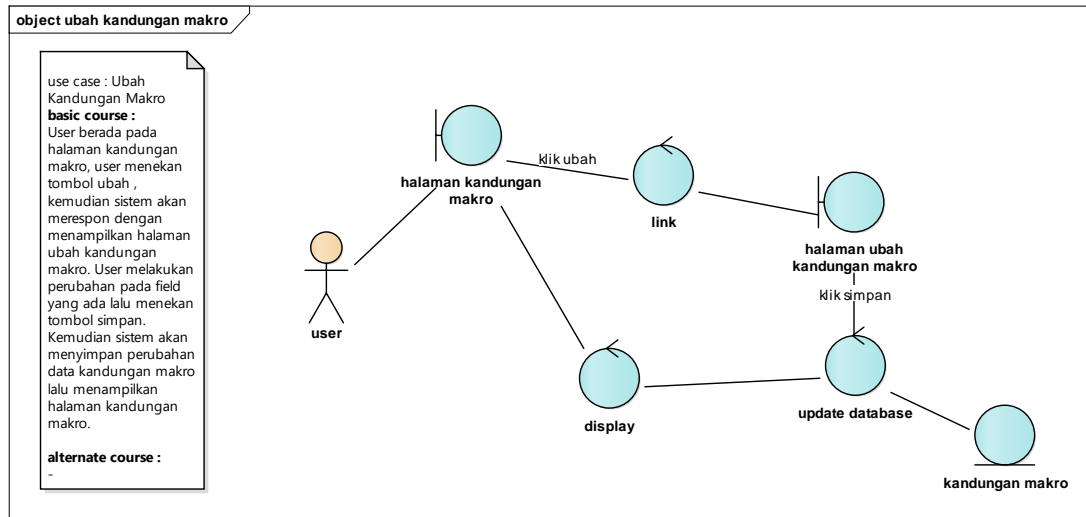 object ubah kandungan makro
use case : Ubah
Kandungan Makro
basic course :
User berada pada
halaman kandungan
makro, user menekan
tombol ubah ,
kemudian sistem akan
merespon dengan
menampilkan halaman
ubah kandungan
makro. User melakukan
perubahan pada field
yang ada lalu menekan
tombol simpan.
Kemudian sistem akan
menyimpan perubahan
data kandungan makro
lalu menampilkan
halaman kandungan
makro.
alternate course :
-
user
halaman kandungan
makro
klik ubah
link
halaman ubah
kandungan makro
klik simpan
update database
display
kandungan makro